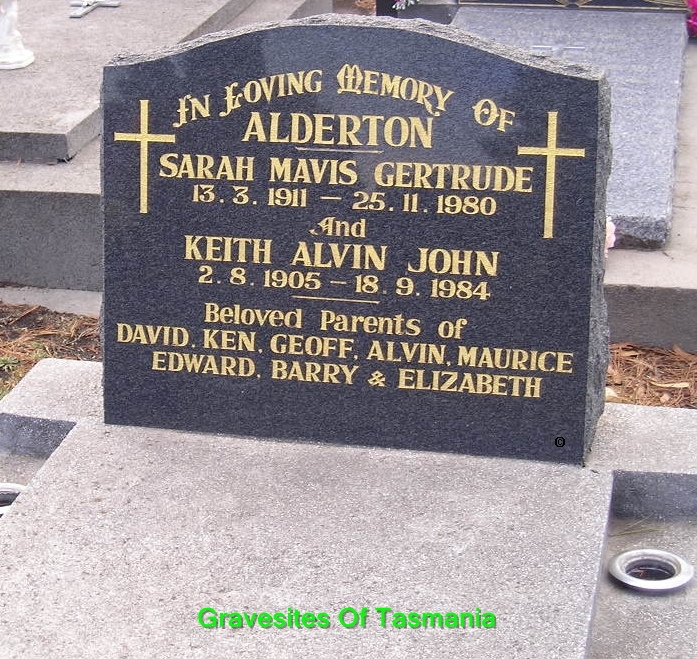 In Loving Memory Of
ALDERTON
SARAH MAVIS GERTRUDE
13. 3. 1911 — 25. 11. 1980
And
KEITH ALVIN JOHN
2. 8. 1905 — 18. 9. 1984
Beloved Parents of
DAVID. KEN. GEOFF. ALVIN. MAURICE
EDWARD. BARRY & ELIZABETH
©
Gravesites Of Tasmania